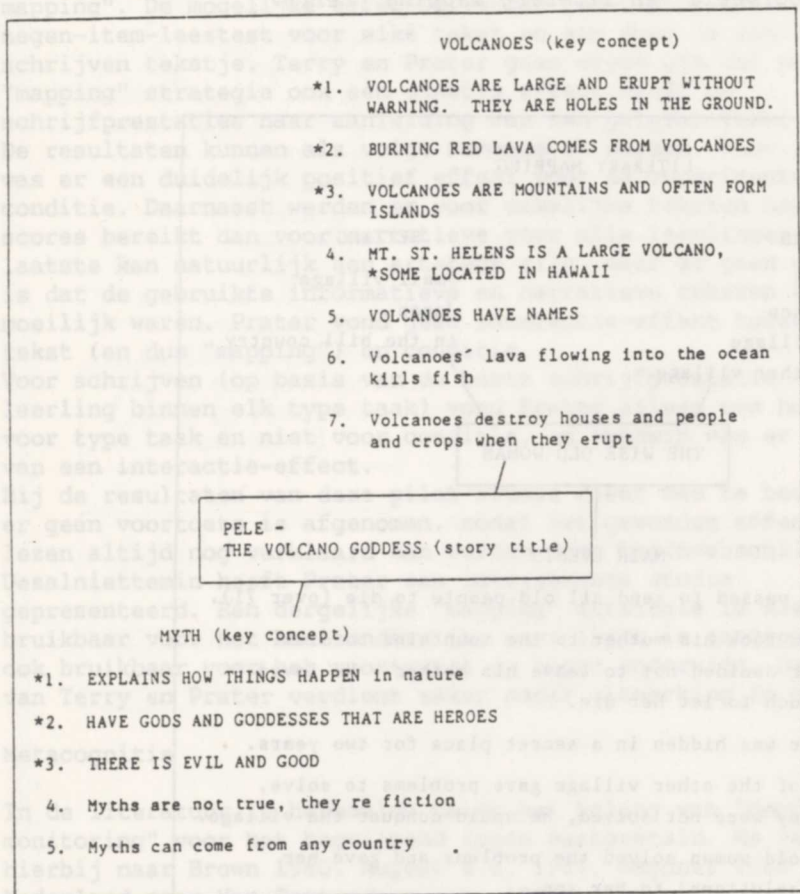 VOLCANOES (key concept)
*1. VOLCANOES ARE LARGE AND ERUPT WITHOUT
WARNING. THEY ARE HOLES IN THE GROUND.
*2. BURNING RED LAVA COMES FROM VOLCANOES
*3. VOLCANOES ARE MOUNTAINS AND OFTEN FORM
ISLANDS
4. MT. ST. HELENS IS A LARGE VOLCANO,
*SOME LOCATED IN HAWAII
5. VOLCANOES HAVE NAMES
6. Volcanoes' lava flowing into the ocean
kills fish
7. Volcanoes destroy houses and people
and crops when they erupt
PELE -
THE VOLCANO GODDESS (story title)
MYTH (key concept)
*1. EXPLAINS HOW THINGS HAPPEN in nature
*2. HAVE GODS AND GODDESSES THAT ARE HEROES
*3. THERE IS EVIL AND GOOD
4. Myths are not true, they re fiction
5. Myths can come from any country